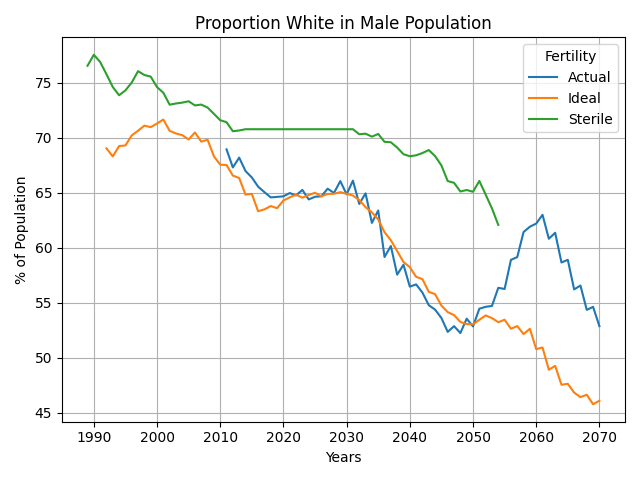 Proportion White in Male Population
Fertility
Actual
Ideal
Sterile
% of Population
75
70
65
60
55
50
45
1990 2000 2010 2020 2030 2040 2050 2060 2070
Years